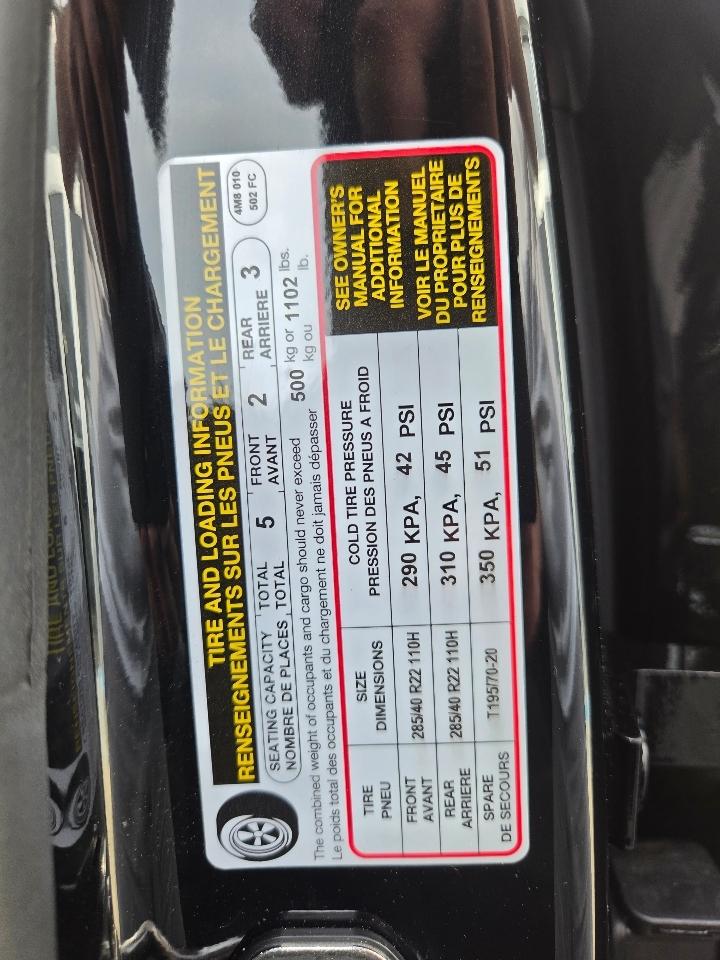 TIRE AND LOADING INFORMATION
RENSEIGNEMENTS SUR LES PNEUS ET LE CHARGEMENT
4M8 010
502 FC
SEATING CAPACITY TOTAL 5 FRONT 2 REAR 3
NOMBRE DE PLACES TOTAL AVANT ARRIERE
The combined weight of occupants and cargo should never exceed 500 kg or 1102 lbs.
Le poids total des occupants et du chargement ne doit jamais dépasser kg ou lb.
TIRE SIZE COLD TIRE PRESSURE
PNEU DIMENSIONS PRESSION DES PNEUS A FROID
FRONT 285/40 R22 110H 290 KPA, 42 PSI
AVANT
REAR 285/40 R22 110H 310 KPA, 45 PSI
ARRIERE
SPARE T195/70-20 350 KPA, 51 PSI
DE SECOURS
SEE OWNER'S
MANUAL FOR
ADDITIONAL
INFORMATION
VOIR LE MANUEL
DU PROPRIETAIRE
POUR PLUS DE
RENSEIGNEMENTS